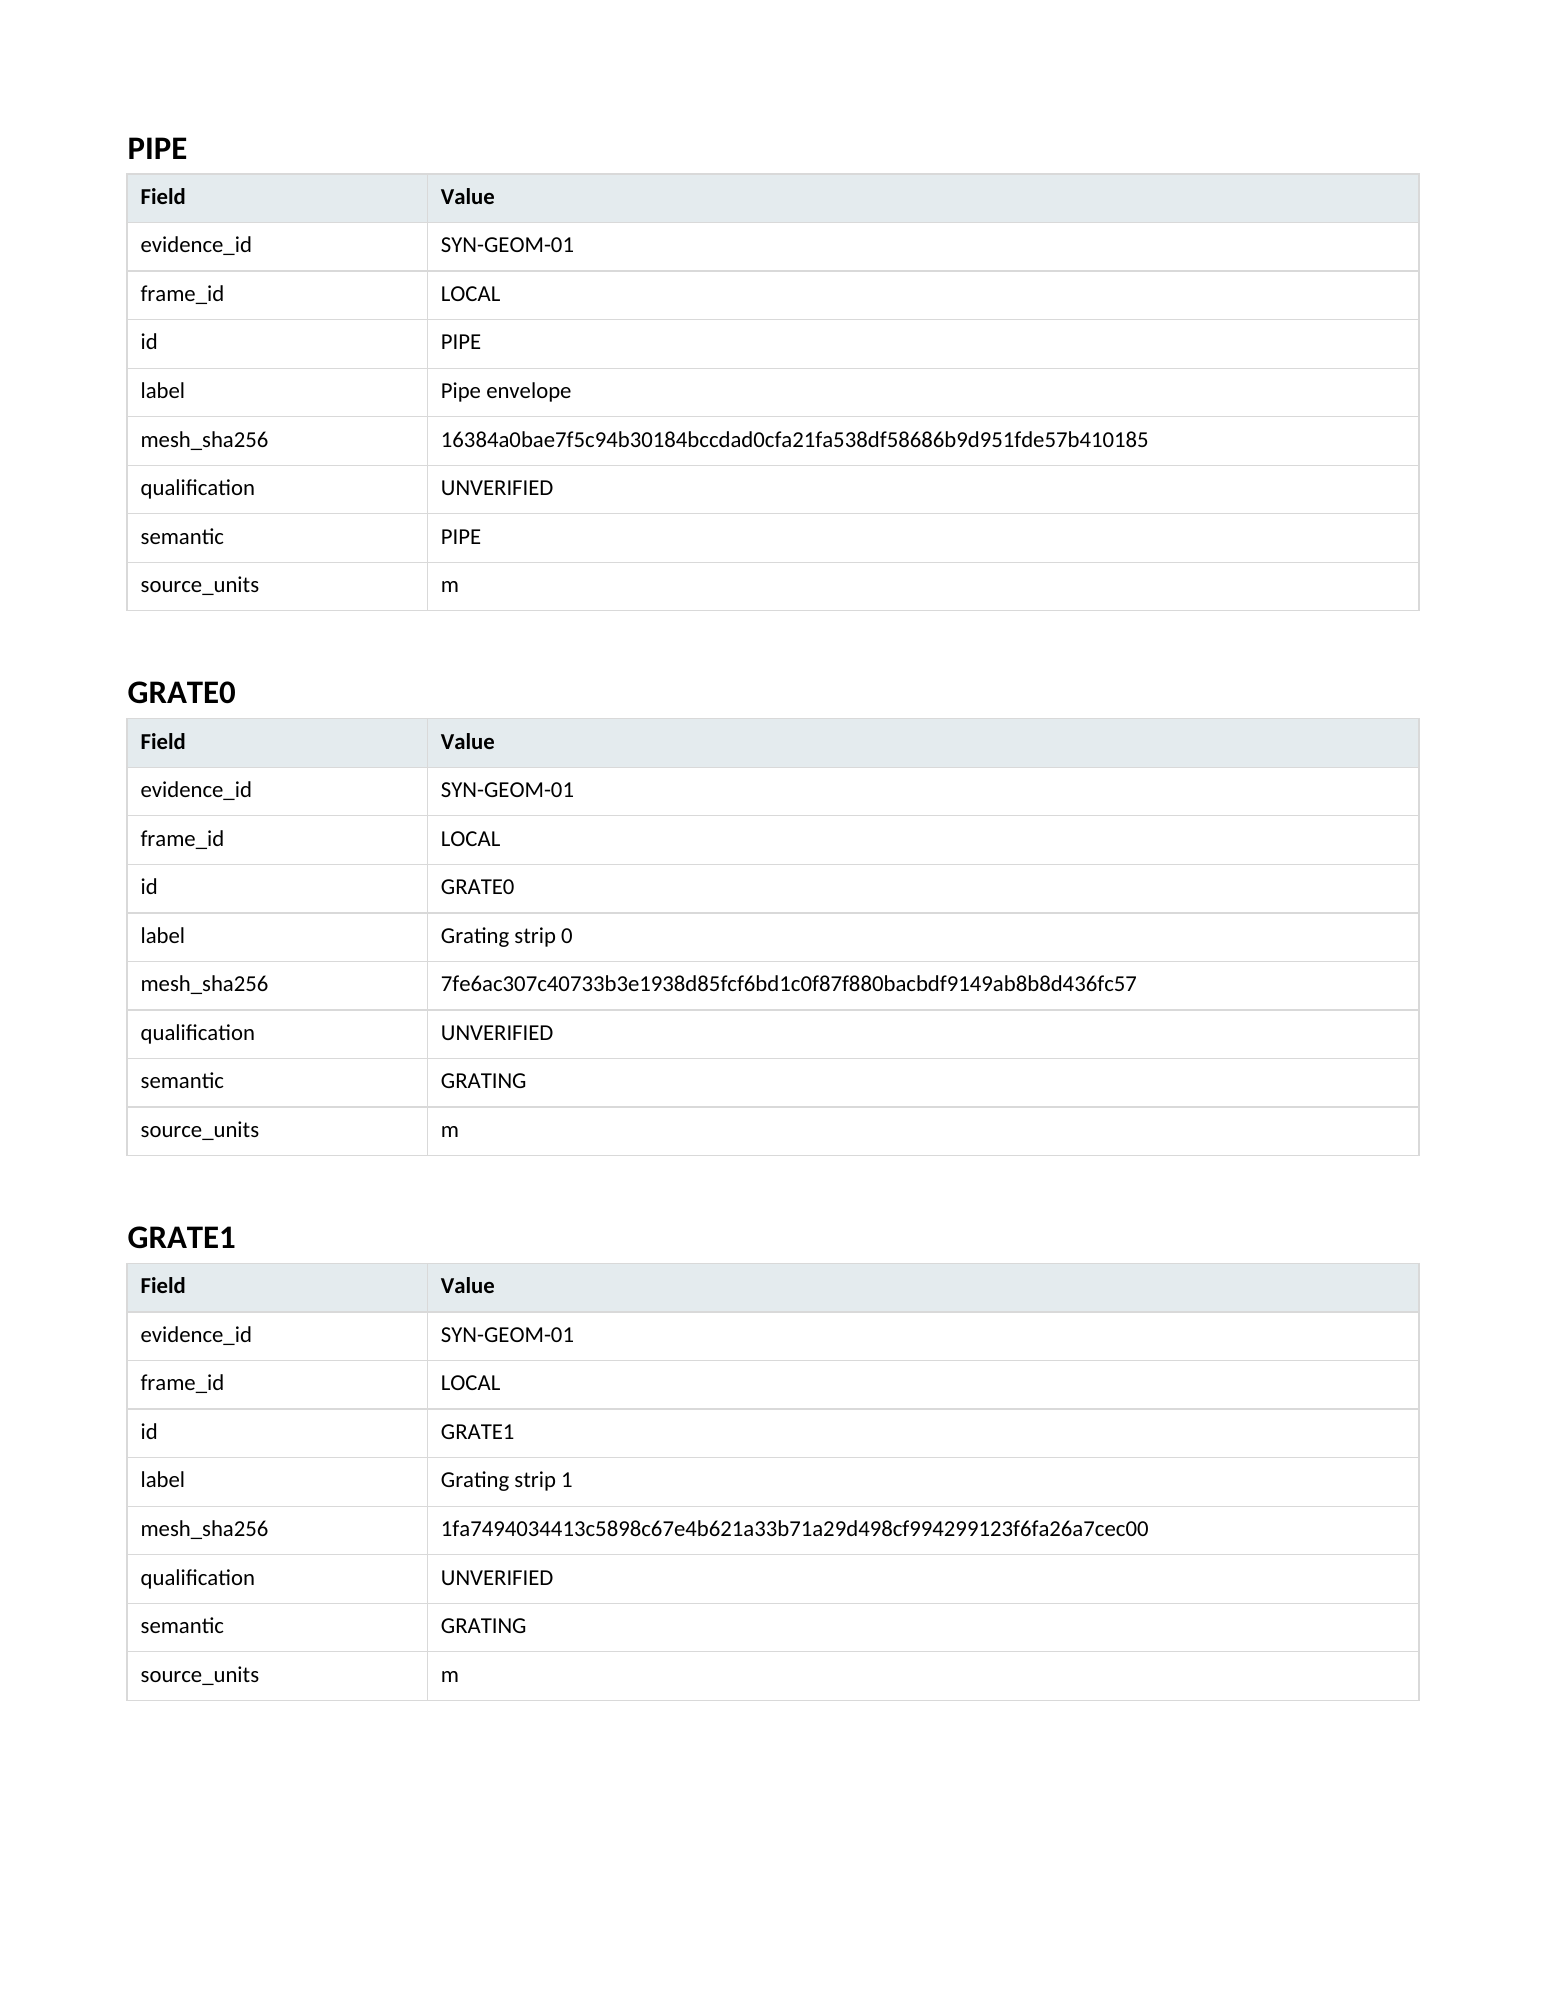 PIPE
Field Value
evidence_id SYN-GEOM-01
frame_id LOCAL
id PIPE
label Pipe envelope
mesh_sha256 16384a0bae7f5c94b30184bccdad0cfa21fa538df58686b9d951fde57b410185
qualification UNVERIFIED
semantic PIPE
source_units m
GRATE0
Field Value
evidence_id SYN-GEOM-01
frame_id LOCAL
id GRATE0
label Grating strip 0
mesh_sha256 7fe6ac307c40733b3e1938d85fcf6bd1c0f87f880bacbdf9149ab8b8d436fc57
qualification UNVERIFIED
semantic GRATING
source_units m
GRATE1
Field Value
evidence_id SYN-GEOM-01
frame_id LOCAL
id GRATE1
label Grating strip 1
mesh_sha256 1fa7494034413c5898c67e4b621a33b71a29d498cf994299123f6fa26a7cec00
qualification UNVERIFIED
semantic GRATING
source_units m